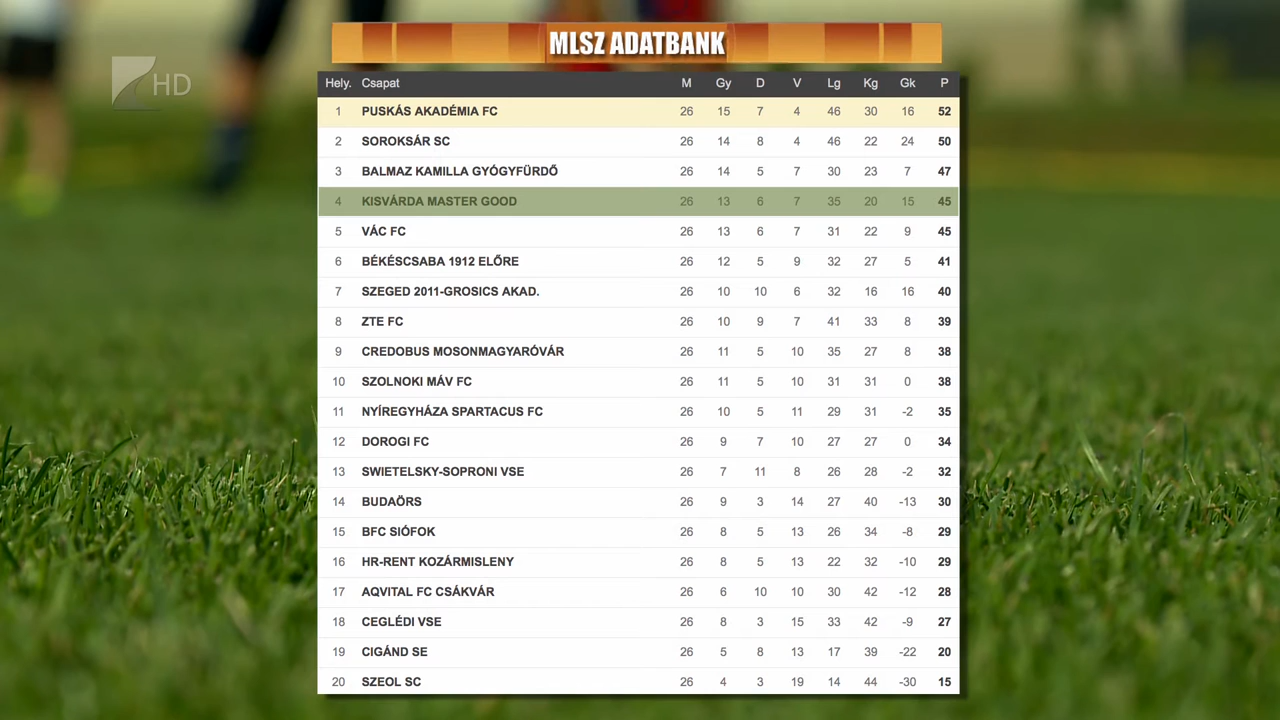 MLSZ ADATBANK
HD
Hely. Csapat M Gy D V Lg Kg Gk P
1 PUSKÁS AKADÉMIA FC 26 15 7 4 46 30 16 52
2 SOROKSÁR SC 26 14 8 4 46 22 24 50
3 BALMAZ KAMILLA GYÓGYFÜRDŐ 26 14 5 7 30 23 7 47
4 KISVÁRDA MASTER GOOD 26 13 6 7 35 20 15 45
5 VÁC FC 26 13 6 7 31 22 9 45
6 BÉKÉSCSABA 1912 ELŐRE 26 12 5 9 32 27 5 41
7 SZEGED 2011-GROSICS AKAD. 26 10 10 6 32 16 16 40
8 ZTE FC 26 10 9 7 41 33 8 39
9 CREDOBUS MOSONMAGYARÓVÁR 26 11 5 10 35 27 8 38
10 SZOLNOKI MÁV FC 26 11 5 10 31 31 0 38
11 NYÍREGYHÁZA SPARTACUS FC 26 10 5 11 29 31 -2 35
12 DOROGI FC 26 9 7 10 27 27 0 34
13 SWIETELSKY-SOPRONI VSE 26 7 11 8 26 28 -2 32
14 BUDAÖRS 26 9 3 14 27 40 -13 30
15 BFC SIÓFOK 26 8 5 13 26 34 -8 29
16 HR-RENT KOZÁRMISLENY 26 8 5 13 22 32 -10 29
17 AQVITAL FC CSÁKVÁR 26 6 10 10 30 42 -12 28
18 CEGLÉDI VSE 26 8 3 15 33 42 -9 27
19 CIGÁND SE 26 5 8 13 17 39 -22 20
20 SZEOL SC 26 4 3 19 14 44 -30 15